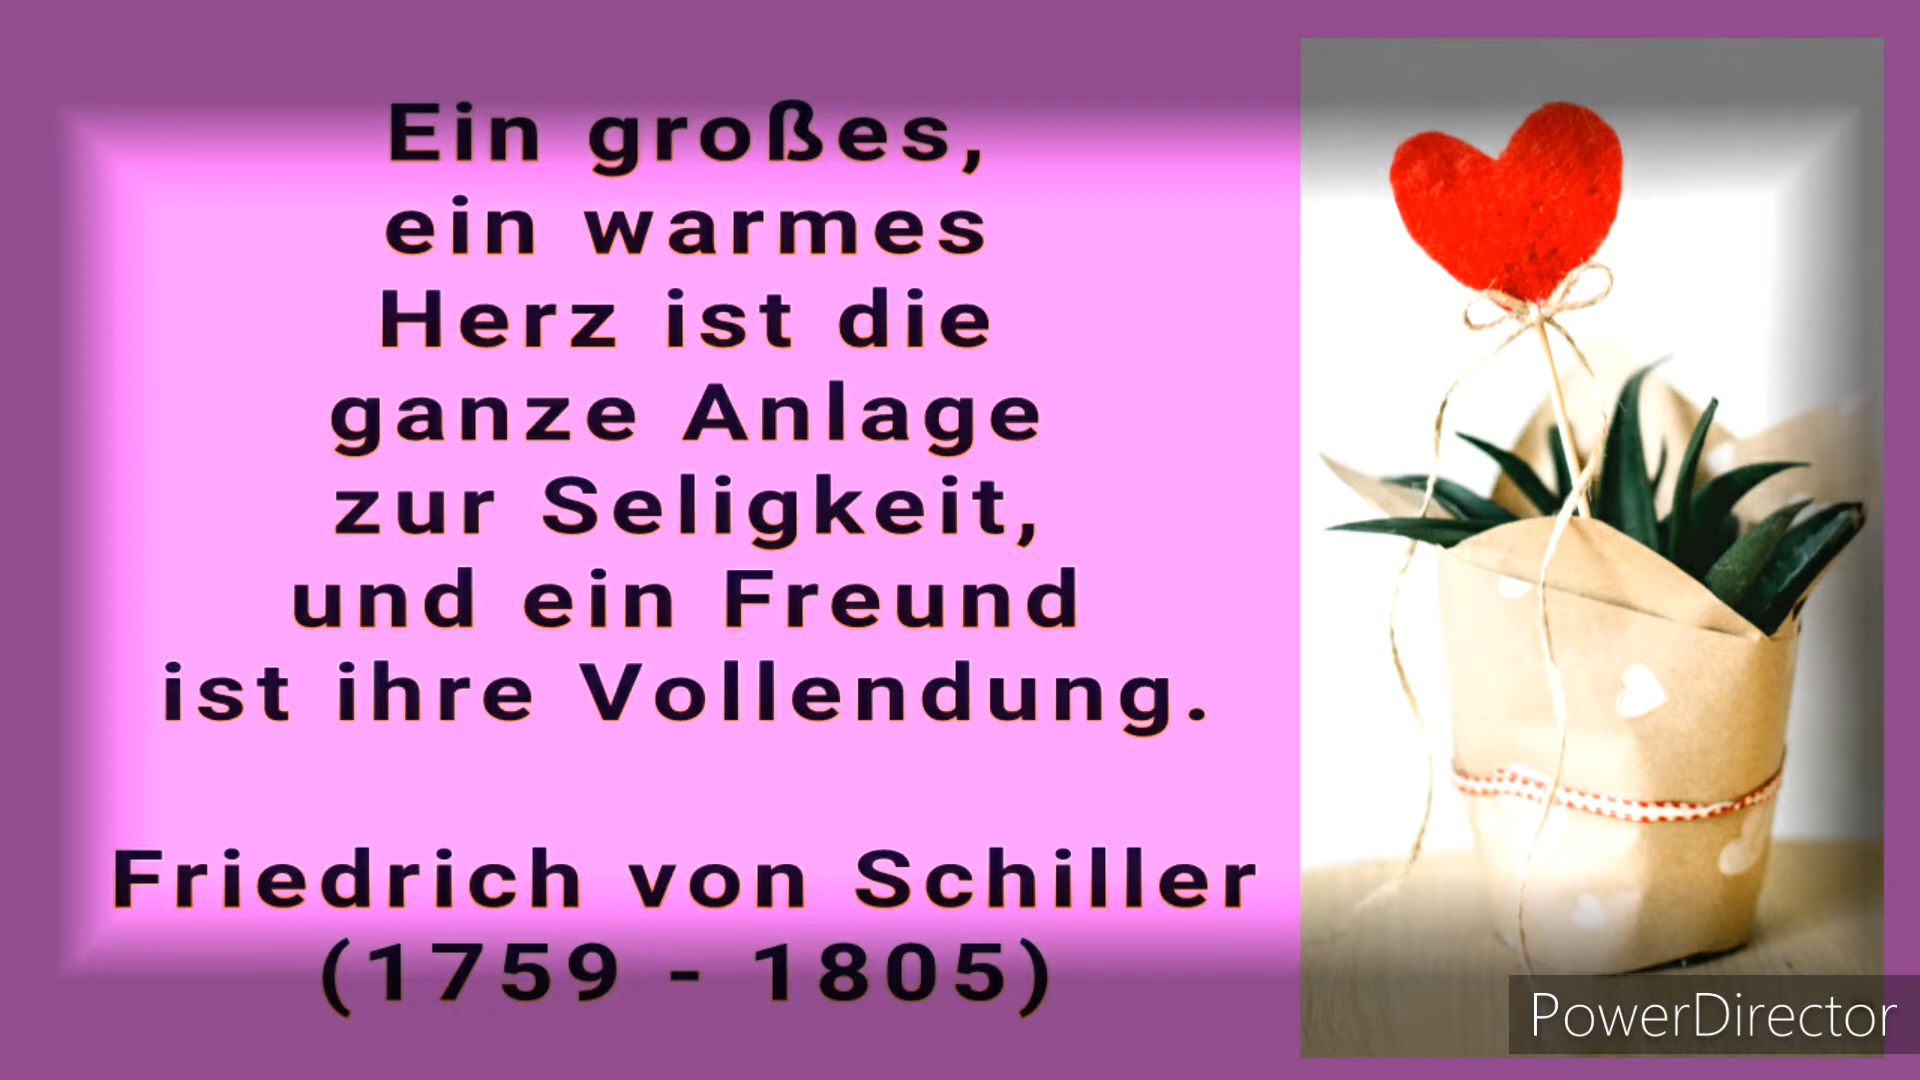 Ein großes,
ein warmes
Herz ist die
ganze Anlage
zur Seligkeit,
und ein Freund
ist ihre Vollendung.
Friedrich von Schiller
(1759 - 1805)
PowerDirector